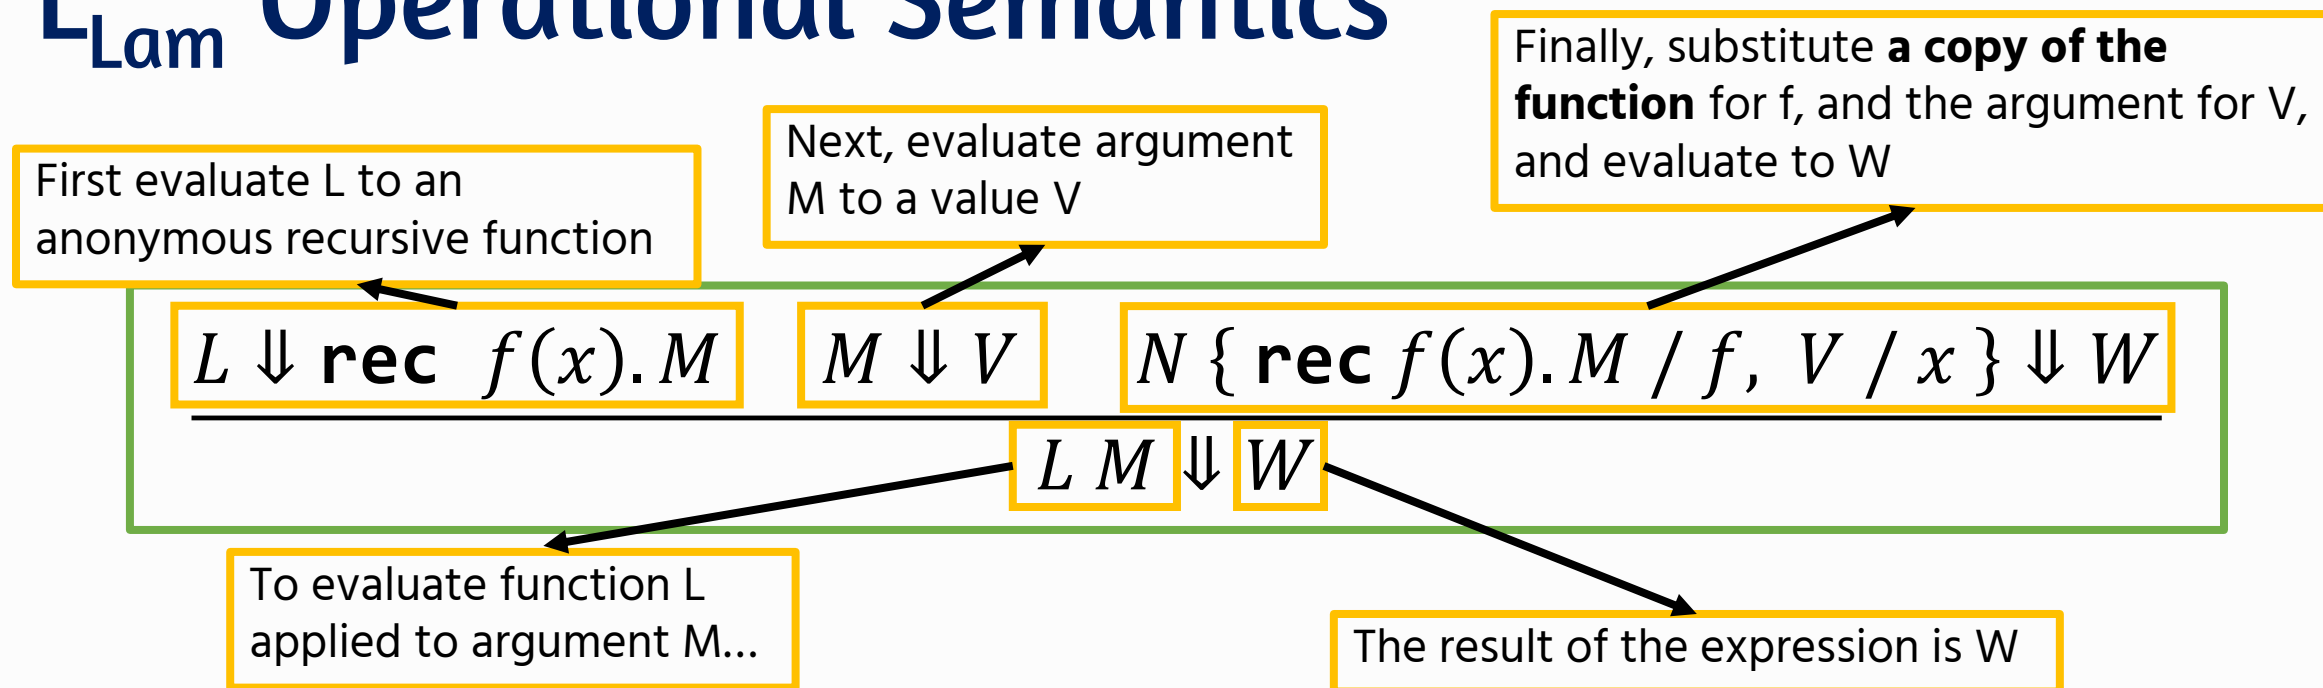 L_Lam Operational Semantics
Finally, substitute a copy of the
function for f, and the argument for V,
and evaluate to W
Next, evaluate argument
M to a value V
First evaluate L to an
anonymous recursive function
L ⇓ rec f(x). M    M ⇓ V    N { rec f(x). M / f, V / x } ⇓ W
L M ⇓ W
To evaluate function L
applied to argument M...
The result of the expression is W